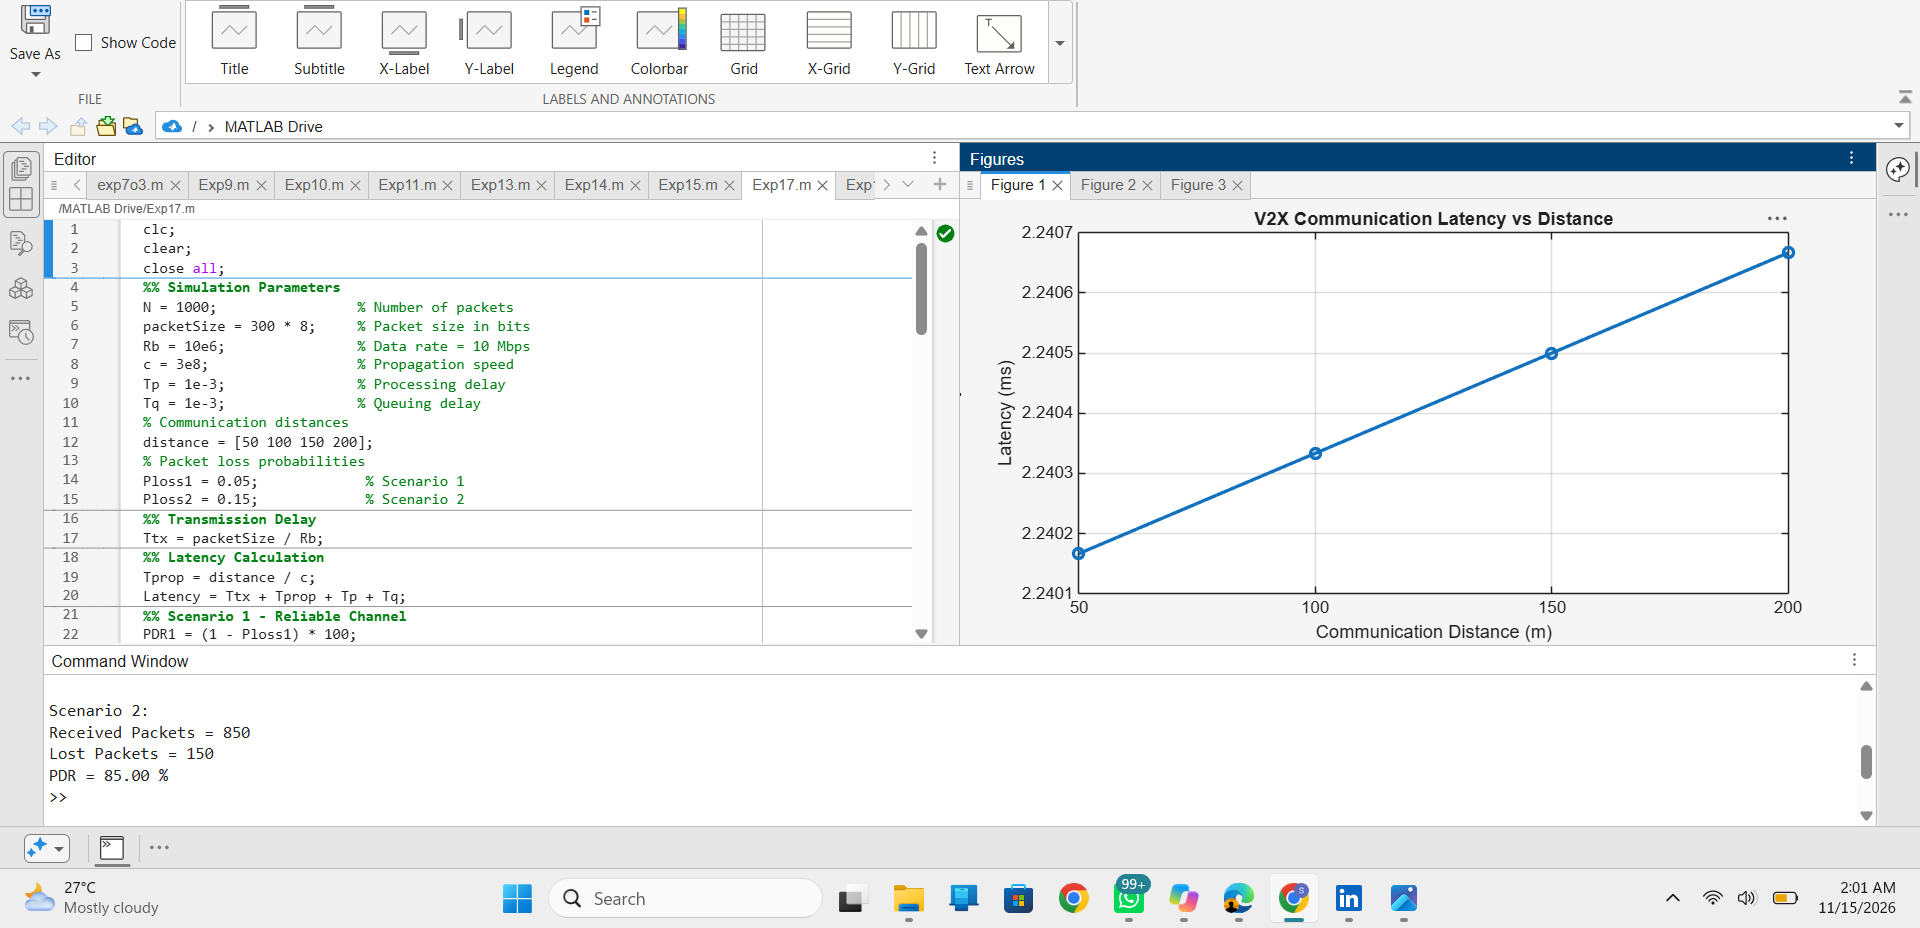 Save As
Show Code
FILE
Title
Subtitle
X-Label
Y-Label
Legend
Colorbar
Grid
X-Grid
Y-Grid
Text Arrow
LABELS AND ANNOTATIONS
/ › MATLAB Drive
Editor
exp7o3.m
Exp9.m
Exp10.m
Exp11.m
Exp13.m
Exp14.m
Exp15.m
Exp17.m
/MATLAB Drive/Exp17.m
1 clc;
2 clear;
3 close all;
4 %% Simulation Parameters
5 N = 1000; % Number of packets
6 packetSize = 300 * 8; % Packet size in bits
7 Rb = 10e6; % Data rate = 10 Mbps
8 c = 3e8; % Propagation speed
9 Tp = 1e-3; % Processing delay
10 Tq = 1e-3; % Queuing delay
11 % Communication distances
12 distance = [50 100 150 200];
13 % Packet loss probabilities
14 Ploss1 = 0.05; % Scenario 1
15 Ploss2 = 0.15; % Scenario 2
16 %% Transmission Delay
17 Ttx = packetSize / Rb;
18 %% Latency Calculation
19 Tprop = distance / c;
20 Latency = Ttx + Tprop + Tp + Tq;
21 %% Scenario 1 - Reliable Channel
22 PDR1 = (1 - Ploss1) * 100;
Figures
Figure 1
Figure 2
Figure 3
V2X Communication Latency vs Distance
2.2407
2.2406
2.2405
2.2404
2.2403
2.2402
2.2401
Latency (ms)
50
100
150
200
Communication Distance (m)
Command Window
Scenario 2:
Received Packets = 850
Lost Packets = 150
PDR = 85.00 %
>>
27°C
Mostly cloudy
Search
99+
2:01 AM
11/15/2026